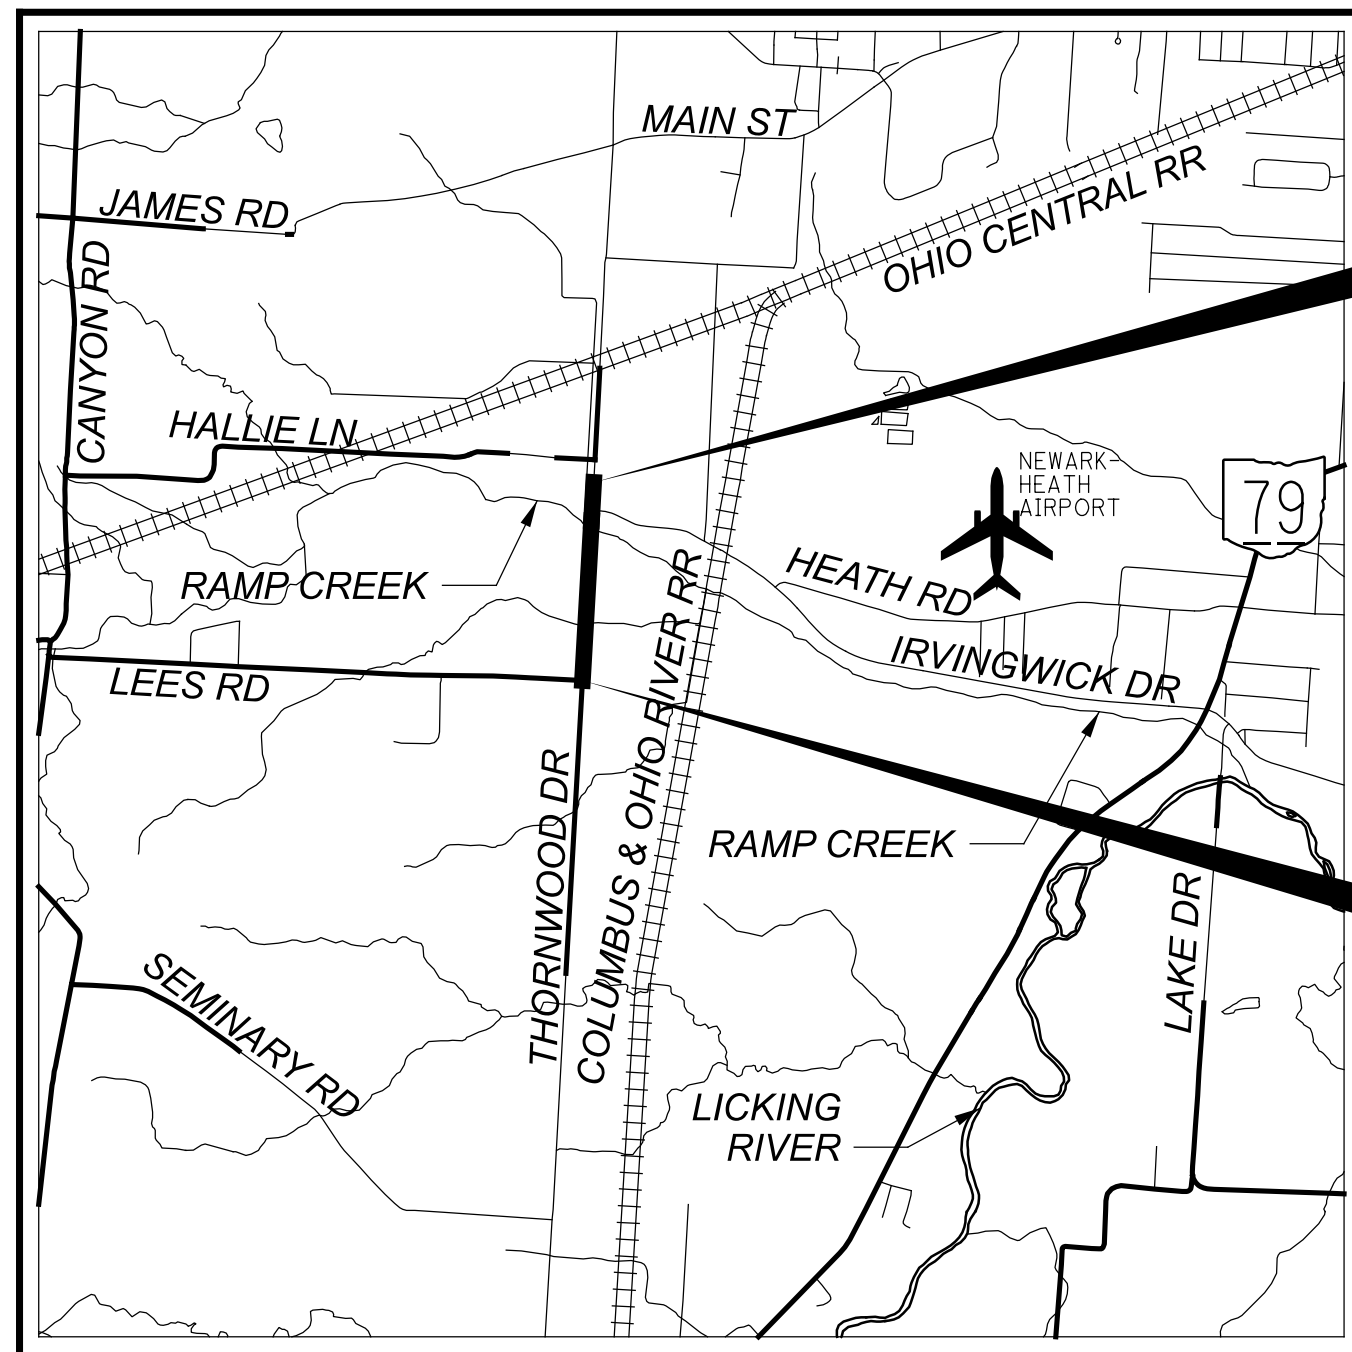 MAIN ST
OHIO CENTRAL RR
JAMES RD
CANYON RD
HALLIE LN
NEWARK-
HEATH
AIRPORT
79
RAMP CREEK
HEATH RD
IRVINGWICK DR
LEES RD
COLUMBUS & OHIO RIVER RR
THORNWOOD DR
RAMP CREEK
LAKE DR
SEMINARY RD
LICKING
RIVER